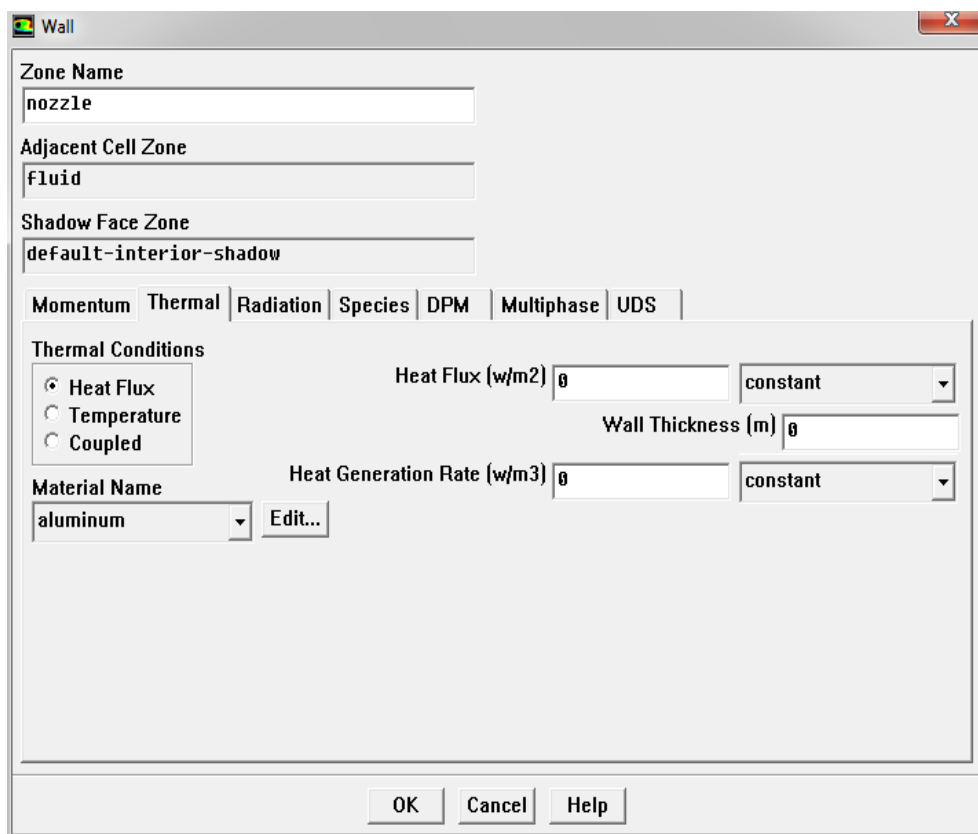 Wall
X
Zone Name
nozzle
Adjacent Cell Zone
fluid
Shadow Face Zone
default-interior-shadow
Momentum Thermal Radiation Species DPM Multiphase UDS
Thermal Conditions
Heat Flux
Temperature
Coupled
Heat Flux (w/m2) 0 constant
Wall Thickness (m) 0
Heat Generation Rate (w/m3) 0 constant
Material Name
aluminum Edit...
OK Cancel Help